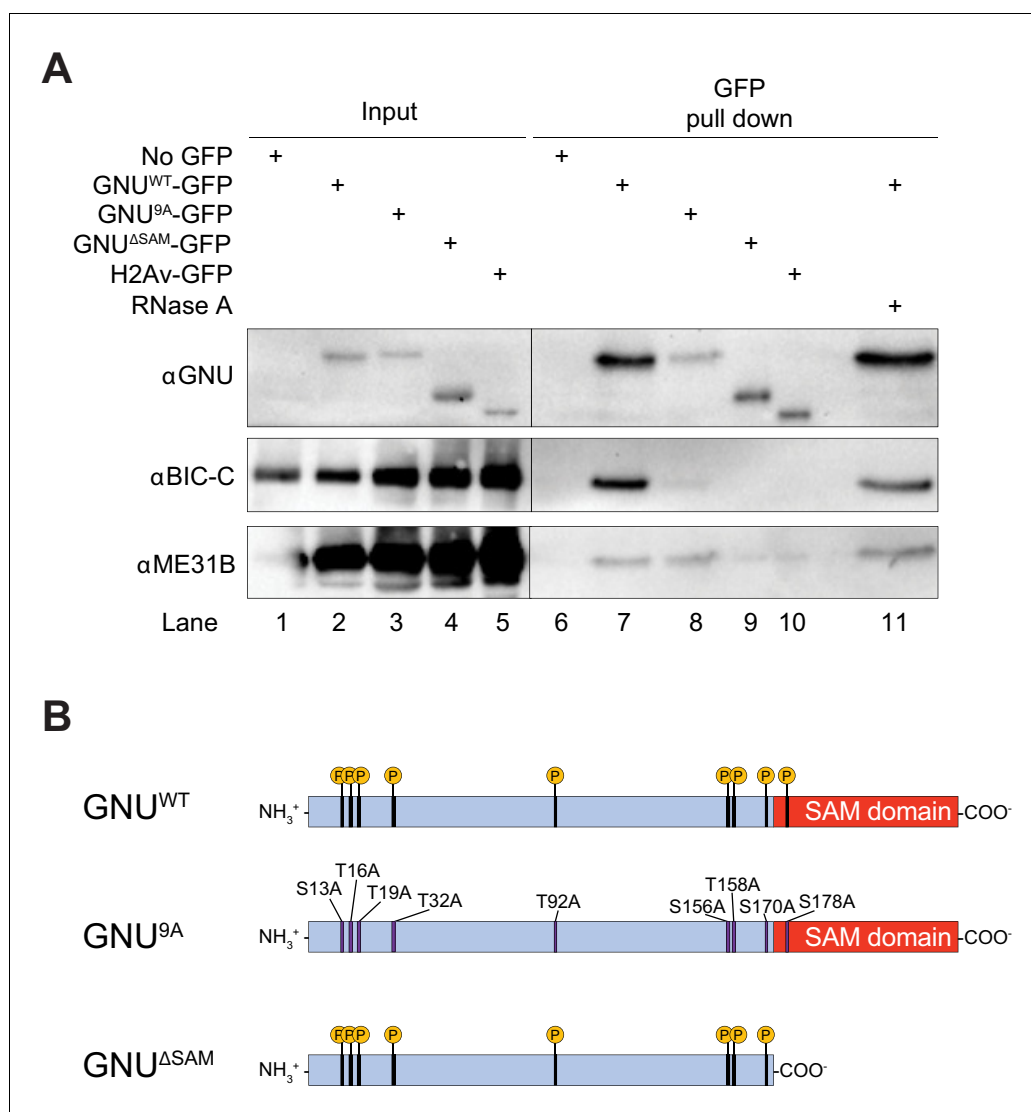 A
Input
GFP
pull down
No GFP + +
GNU^WT-GFP + + +
GNU^9A-GFP + +
GNU^ΔSAM-GFP + +
H2Av-GFP + +
RNase A +
αGNU
αBIC-C
αME31B
Lane 1 2 3 4 5 6 7 8 9 10 11
B
P P P P P P P P P
GNU^WT NH₃⁺ SAM domain COO⁻
T16A T158A
S13A T19A T32A T92A S156A S170A S178A
GNU^9A NH₃⁺ SAM domain COO⁻
P P P P P P P P
GNU^ΔSAM NH₃⁺ COO⁻